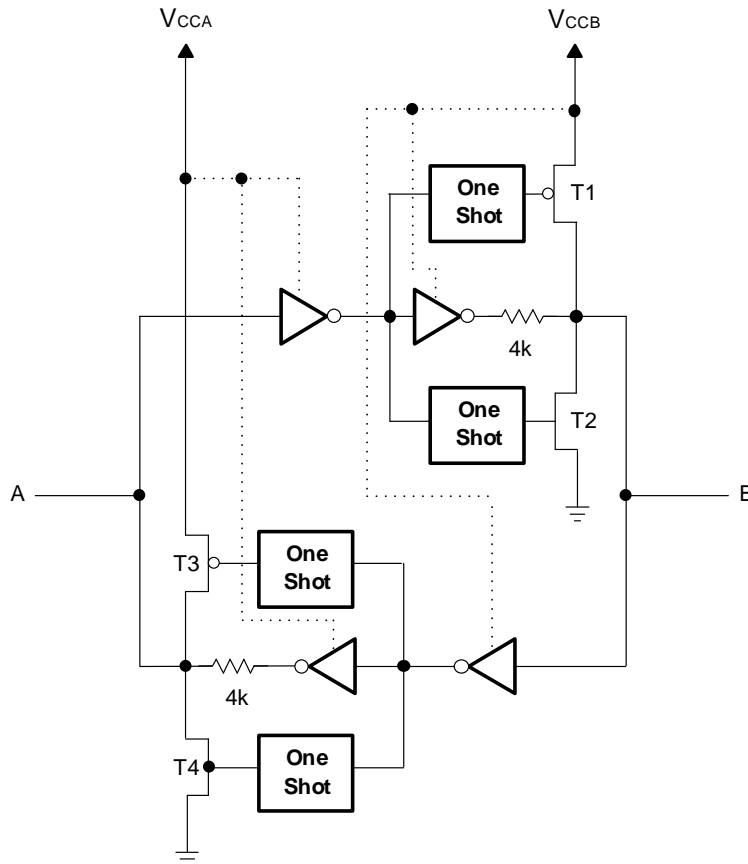 VCCA
VCCB
One
Shot
T1
4k
One
Shot
T2
A
B
T3
One
Shot
4k
One
Shot
T4